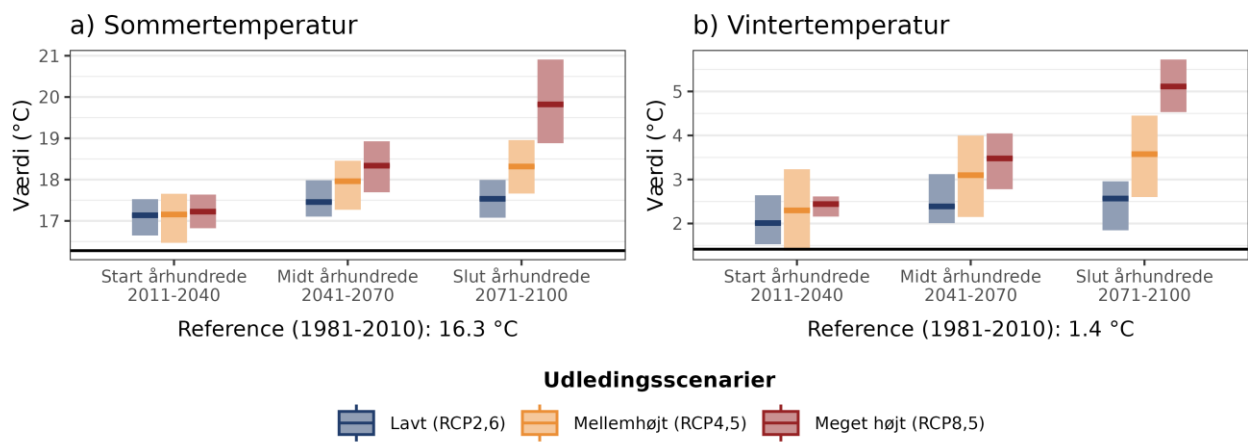 a) Sommertemperatur
Værdi (°C)
21
20
19
18
17
Start århundrede
2011-2040
Midt århundrede
2041-2070
Slut århundrede
2071-2100
Reference (1981-2010): 16.3 °C
b) Vintertemperatur
Værdi (°C)
5
4
3
2
Start århundrede
2011-2040
Midt århundrede
2041-2070
Slut århundrede
2071-2100
Reference (1981-2010): 1.4 °C
Udledingsscenarier
Lavt (RCP2,6)
Mellemhøjt (RCP4,5)
Meget højt (RCP8,5)